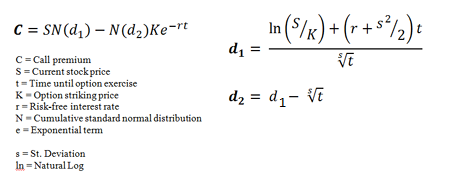 C = SN(d₁) − N(d₂)Ke⁻ʳᵗ
C = Call premium
S = Current stock price
t = Time until option exercise
K = Option striking price
r = Risk-free interest rate
N = Cumulative standard normal distribution
e = Exponential term
s = St. Deviation
ln = Natural Log
d₁ = (ln(S/K) + (r + s²/2) t) / ˢ√t
d₂ = d₁ − ˢ√t